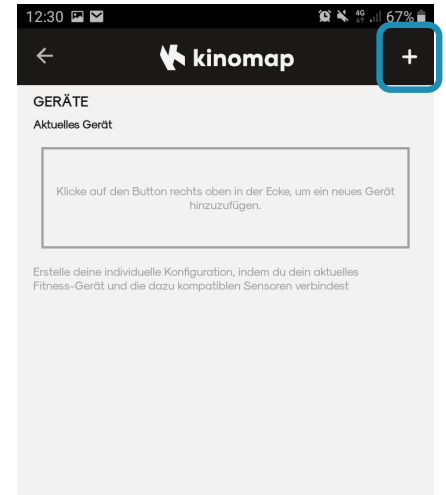 12:30 4G 67%
kinomap +
GERÄTE
Aktuelles Gerät
Klicke auf den Button rechts oben in der Ecke, um ein neues Gerät
hinzuzufügen.
Erstelle deine individuelle Konfiguration, indem du dein aktuelles
Fitness-Gerät und die dazu kompatiblen Sensoren verbindest